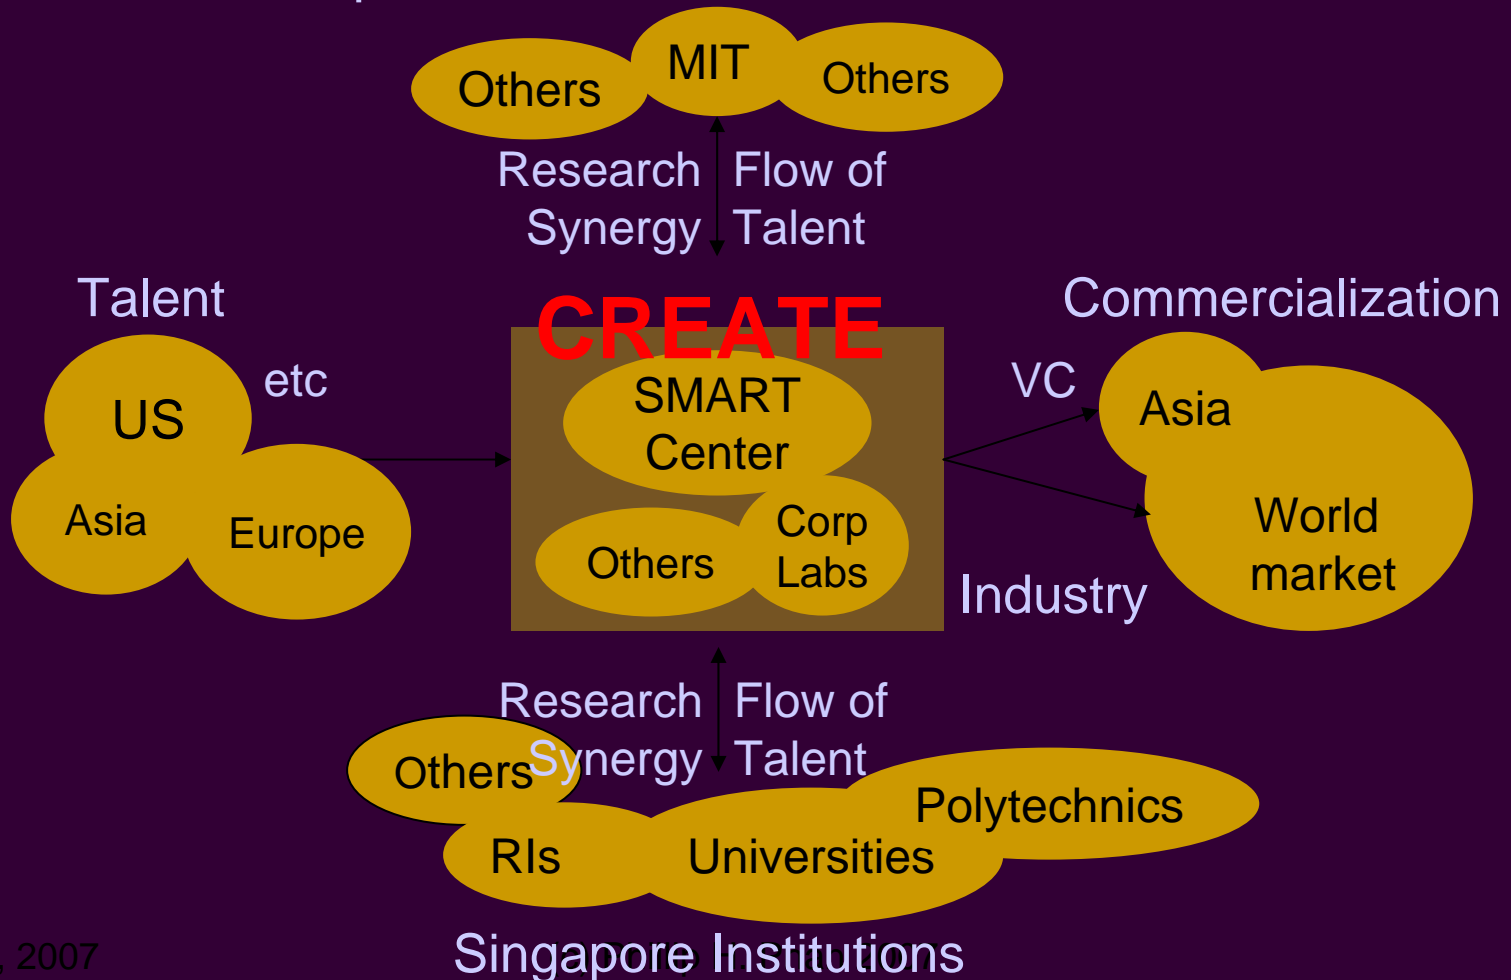 Others
MIT
Others
Research
Synergy
Flow of
Talent
Talent
etc
US
Asia
Europe
CREATE
SMART
Center
Others
Corp
Labs
Commercialization
VC
Asia
World
market
Industry
Research
Synergy
Flow of
Talent
Others
RIs
Universities
Polytechnics
Singapore Institutions
, 2007